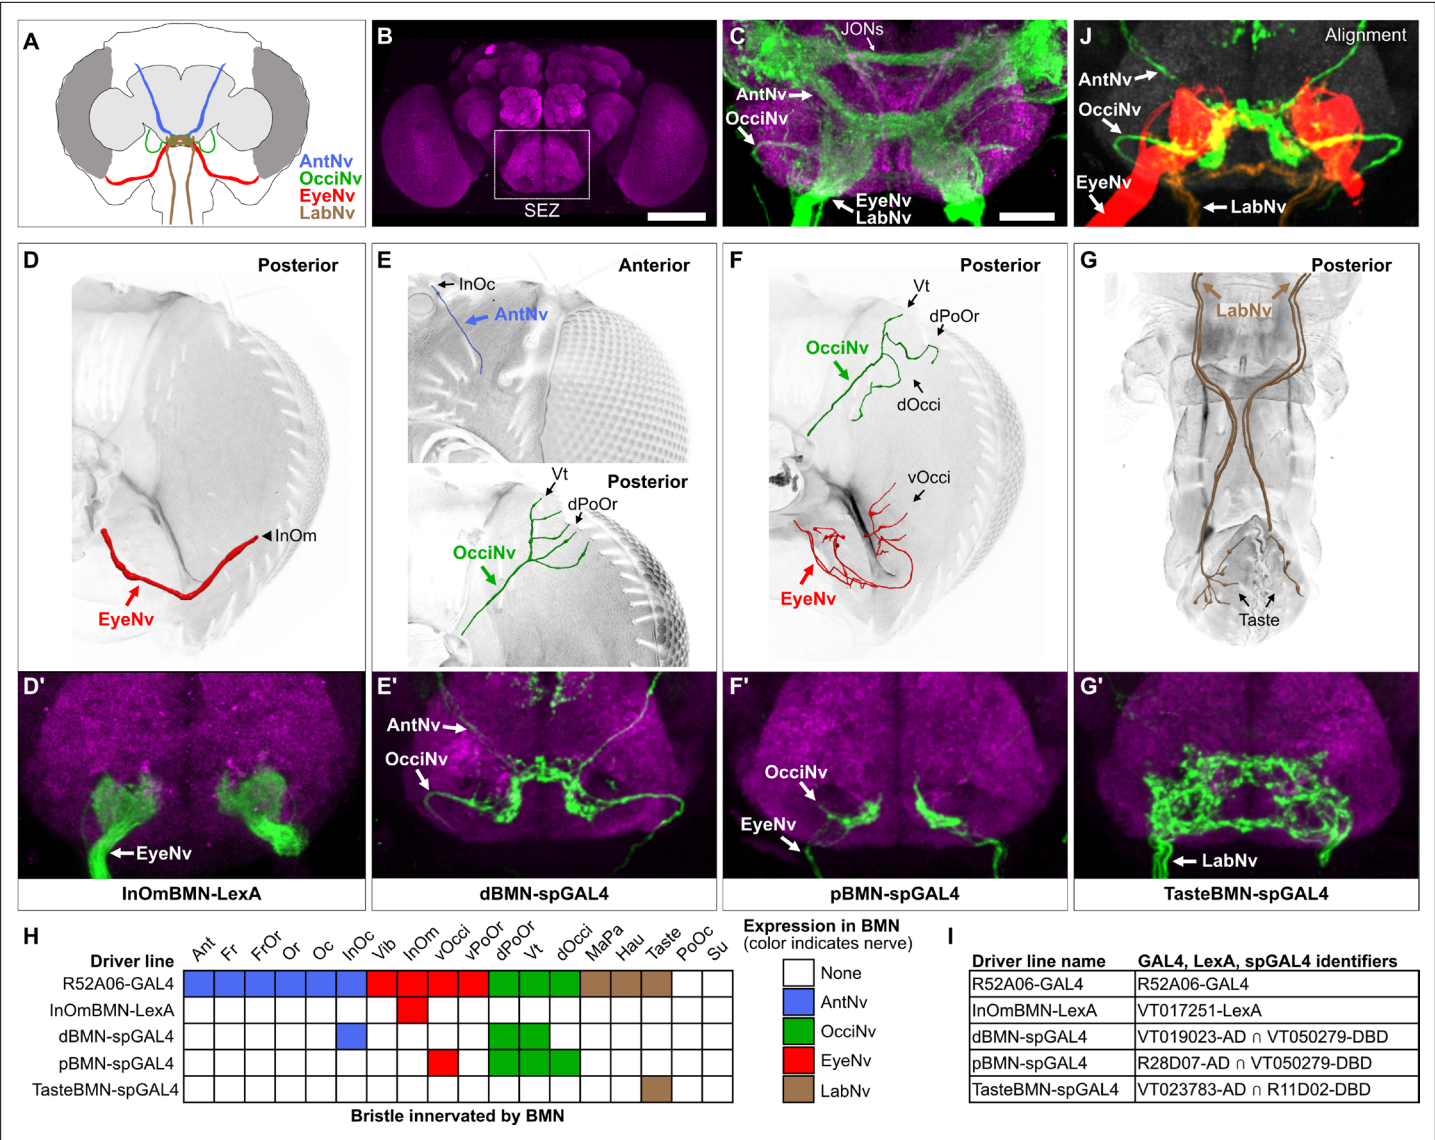 A
AntNv
OcciNv
EyeNv
LabNv
B
SEZ
C
JONs
AntNv
OcciNv
EyeNv
LabNv
J
Alignment
AntNv
OcciNv
EyeNv
LabNv
D
Posterior
InOm
EyeNv
E
Anterior
InOc
AntNv
Posterior
Vt
dPoOr
OcciNv
F
Posterior
Vt
dPoOr
OcciNv
dOcci
vOcci
EyeNv
G
Posterior
LabNv
Taste
D'
EyeNv
InOmBMN-LexA
E'
AntNv
OcciNv
dBMN-spGAL4
F'
OcciNv
EyeNv
pBMN-spGAL4
G'
LabNv
TasteBMN-spGAL4
H
Driver line
Ant Fr FrOr Or Oc InOc Vib InOm vOcci vPoOr dPoOr Vt dOcci MaPa Hau Taste PoOc Su
R52A06-GAL4
InOmBMN-LexA
dBMN-spGAL4
pBMN-spGAL4
TasteBMN-spGAL4
Bristle innervated by BMN
Expression in BMN
(color indicates nerve)
None
AntNv
OcciNv
EyeNv
LabNv
I
Driver line name GAL4, LexA, spGAL4 identifiers
R52A06-GAL4 R52A06-GAL4
InOmBMN-LexA VT017251-LexA
dBMN-spGAL4 VT019023-AD ∩ VT050279-DBD
pBMN-spGAL4 R28D07-AD ∩ VT050279-DBD
TasteBMN-spGAL4 VT023783-AD ∩ R11D02-DBD